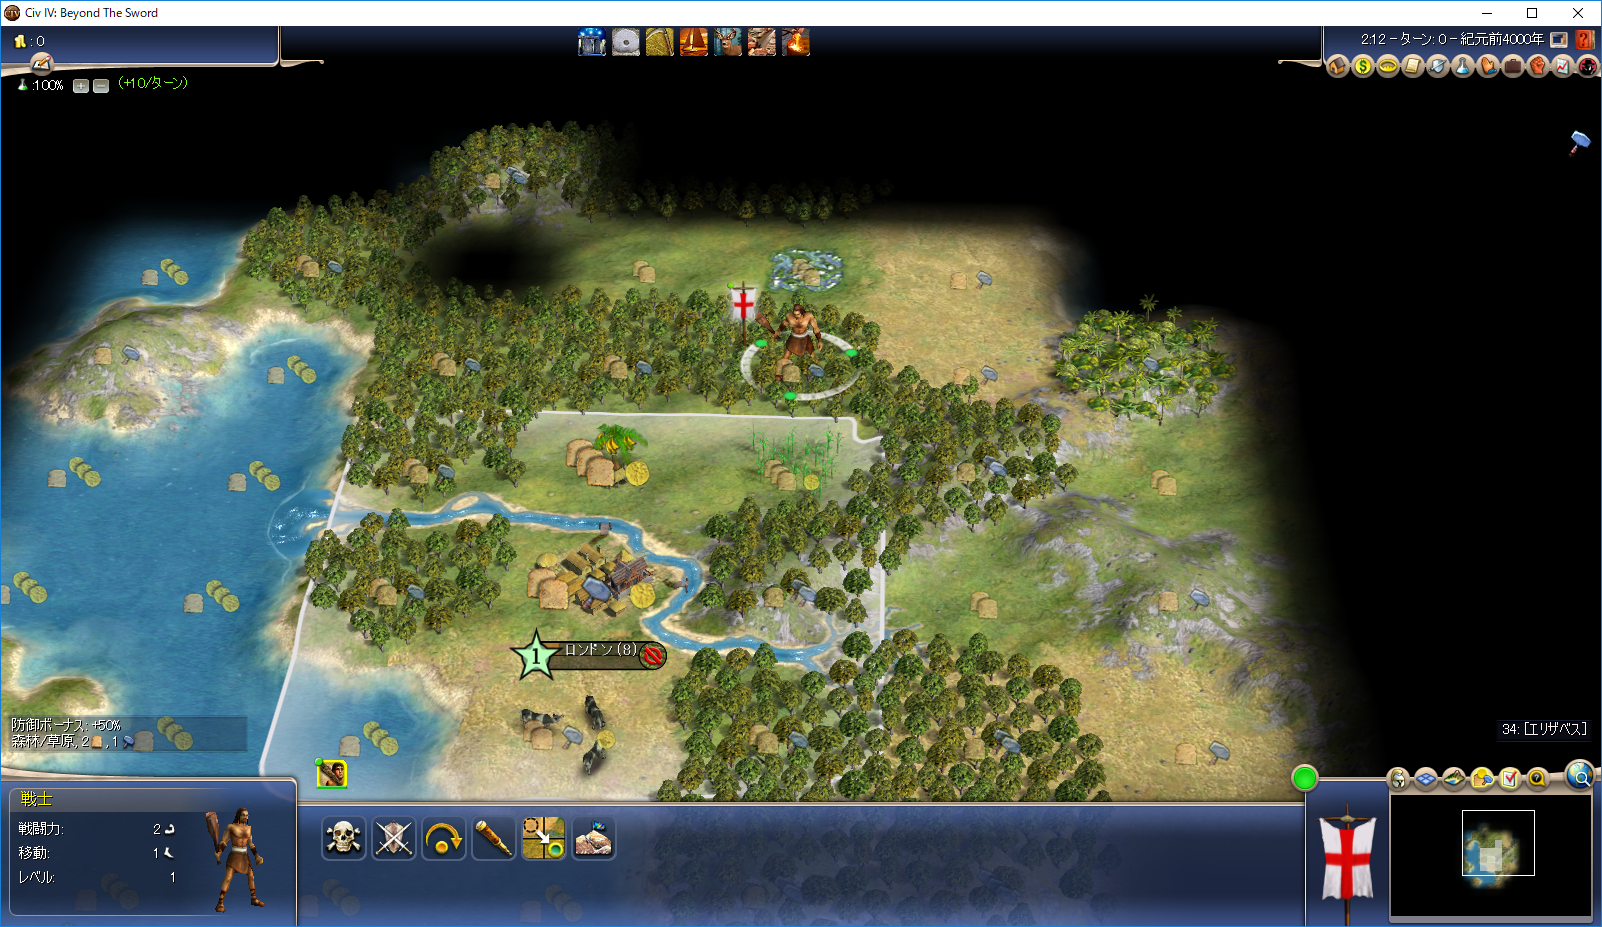 Civ IV: Beyond The Sword
: 0
2:12 - ターン: 0 - 紀元前4000年
:100%
(+10/ターン)
1 ロンドン (8)
防御ボーナス: +50%
森林/草原, 2 , 1
34: [エリザベス]
戦士
戦闘力: 2
移動: 1
レベル: 1